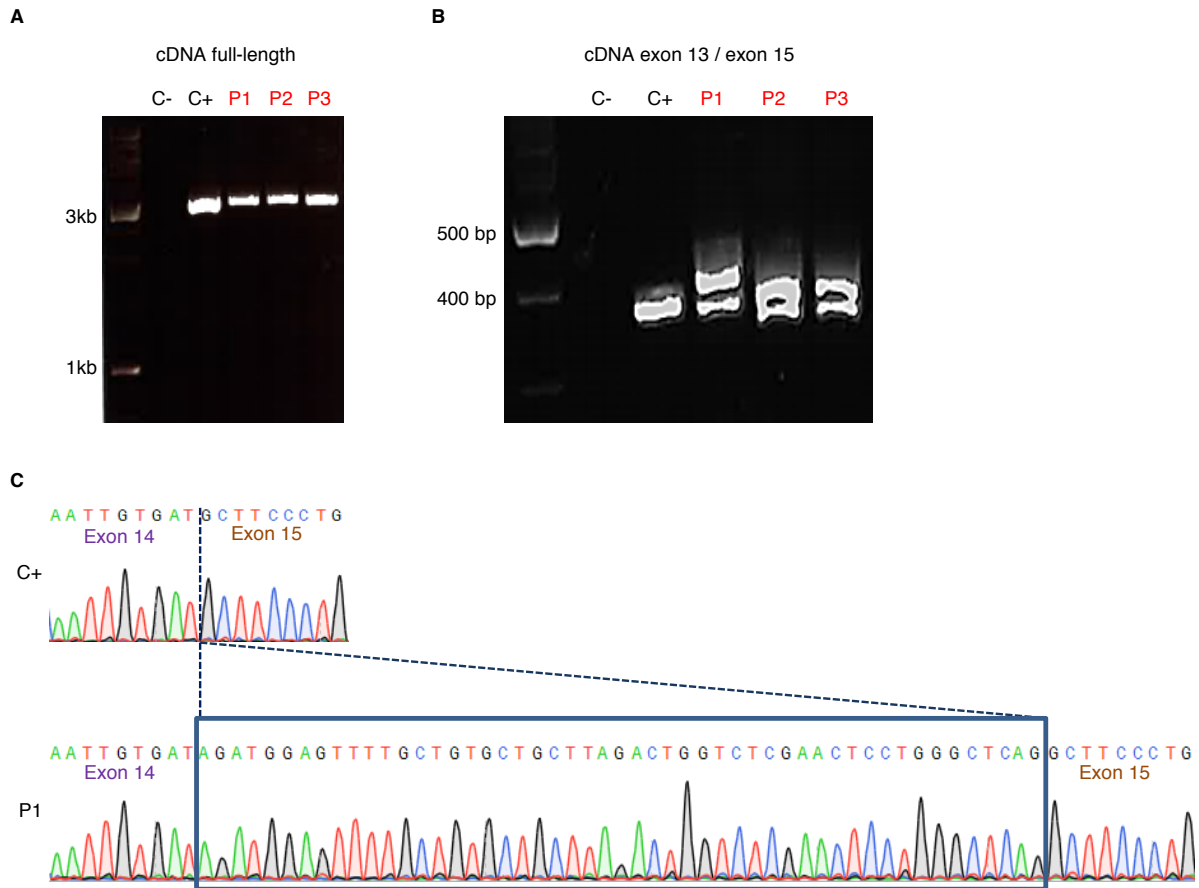 A
B
cDNA full-length
cDNA exon 13 / exon 15
C- C+ P1 P2 P3
C- C+ P1 P2 P3
3kb
1kb
500 bp
400 bp
C
AATTGTGATGCTTCCCTG
Exon 14 Exon 15
C+
AATTGTGATAGATGGAGTTTTGCTGTGCTGCTTAGACTGGTCTCGAACTCCTGGGCTCAGGCTTCCCTG
Exon 14 Exon 15
P1